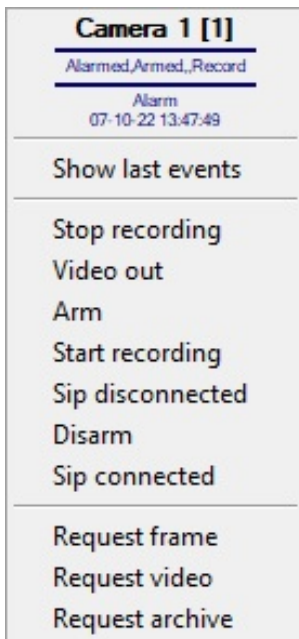 Camera 1 [1]
Alarmed,Armed,,Record
Alarm
07-10-22 13:47:49
Show last events
Stop recording
Video out
Arm
Start recording
Sip disconnected
Disarm
Sip connected
Request frame
Request video
Request archive